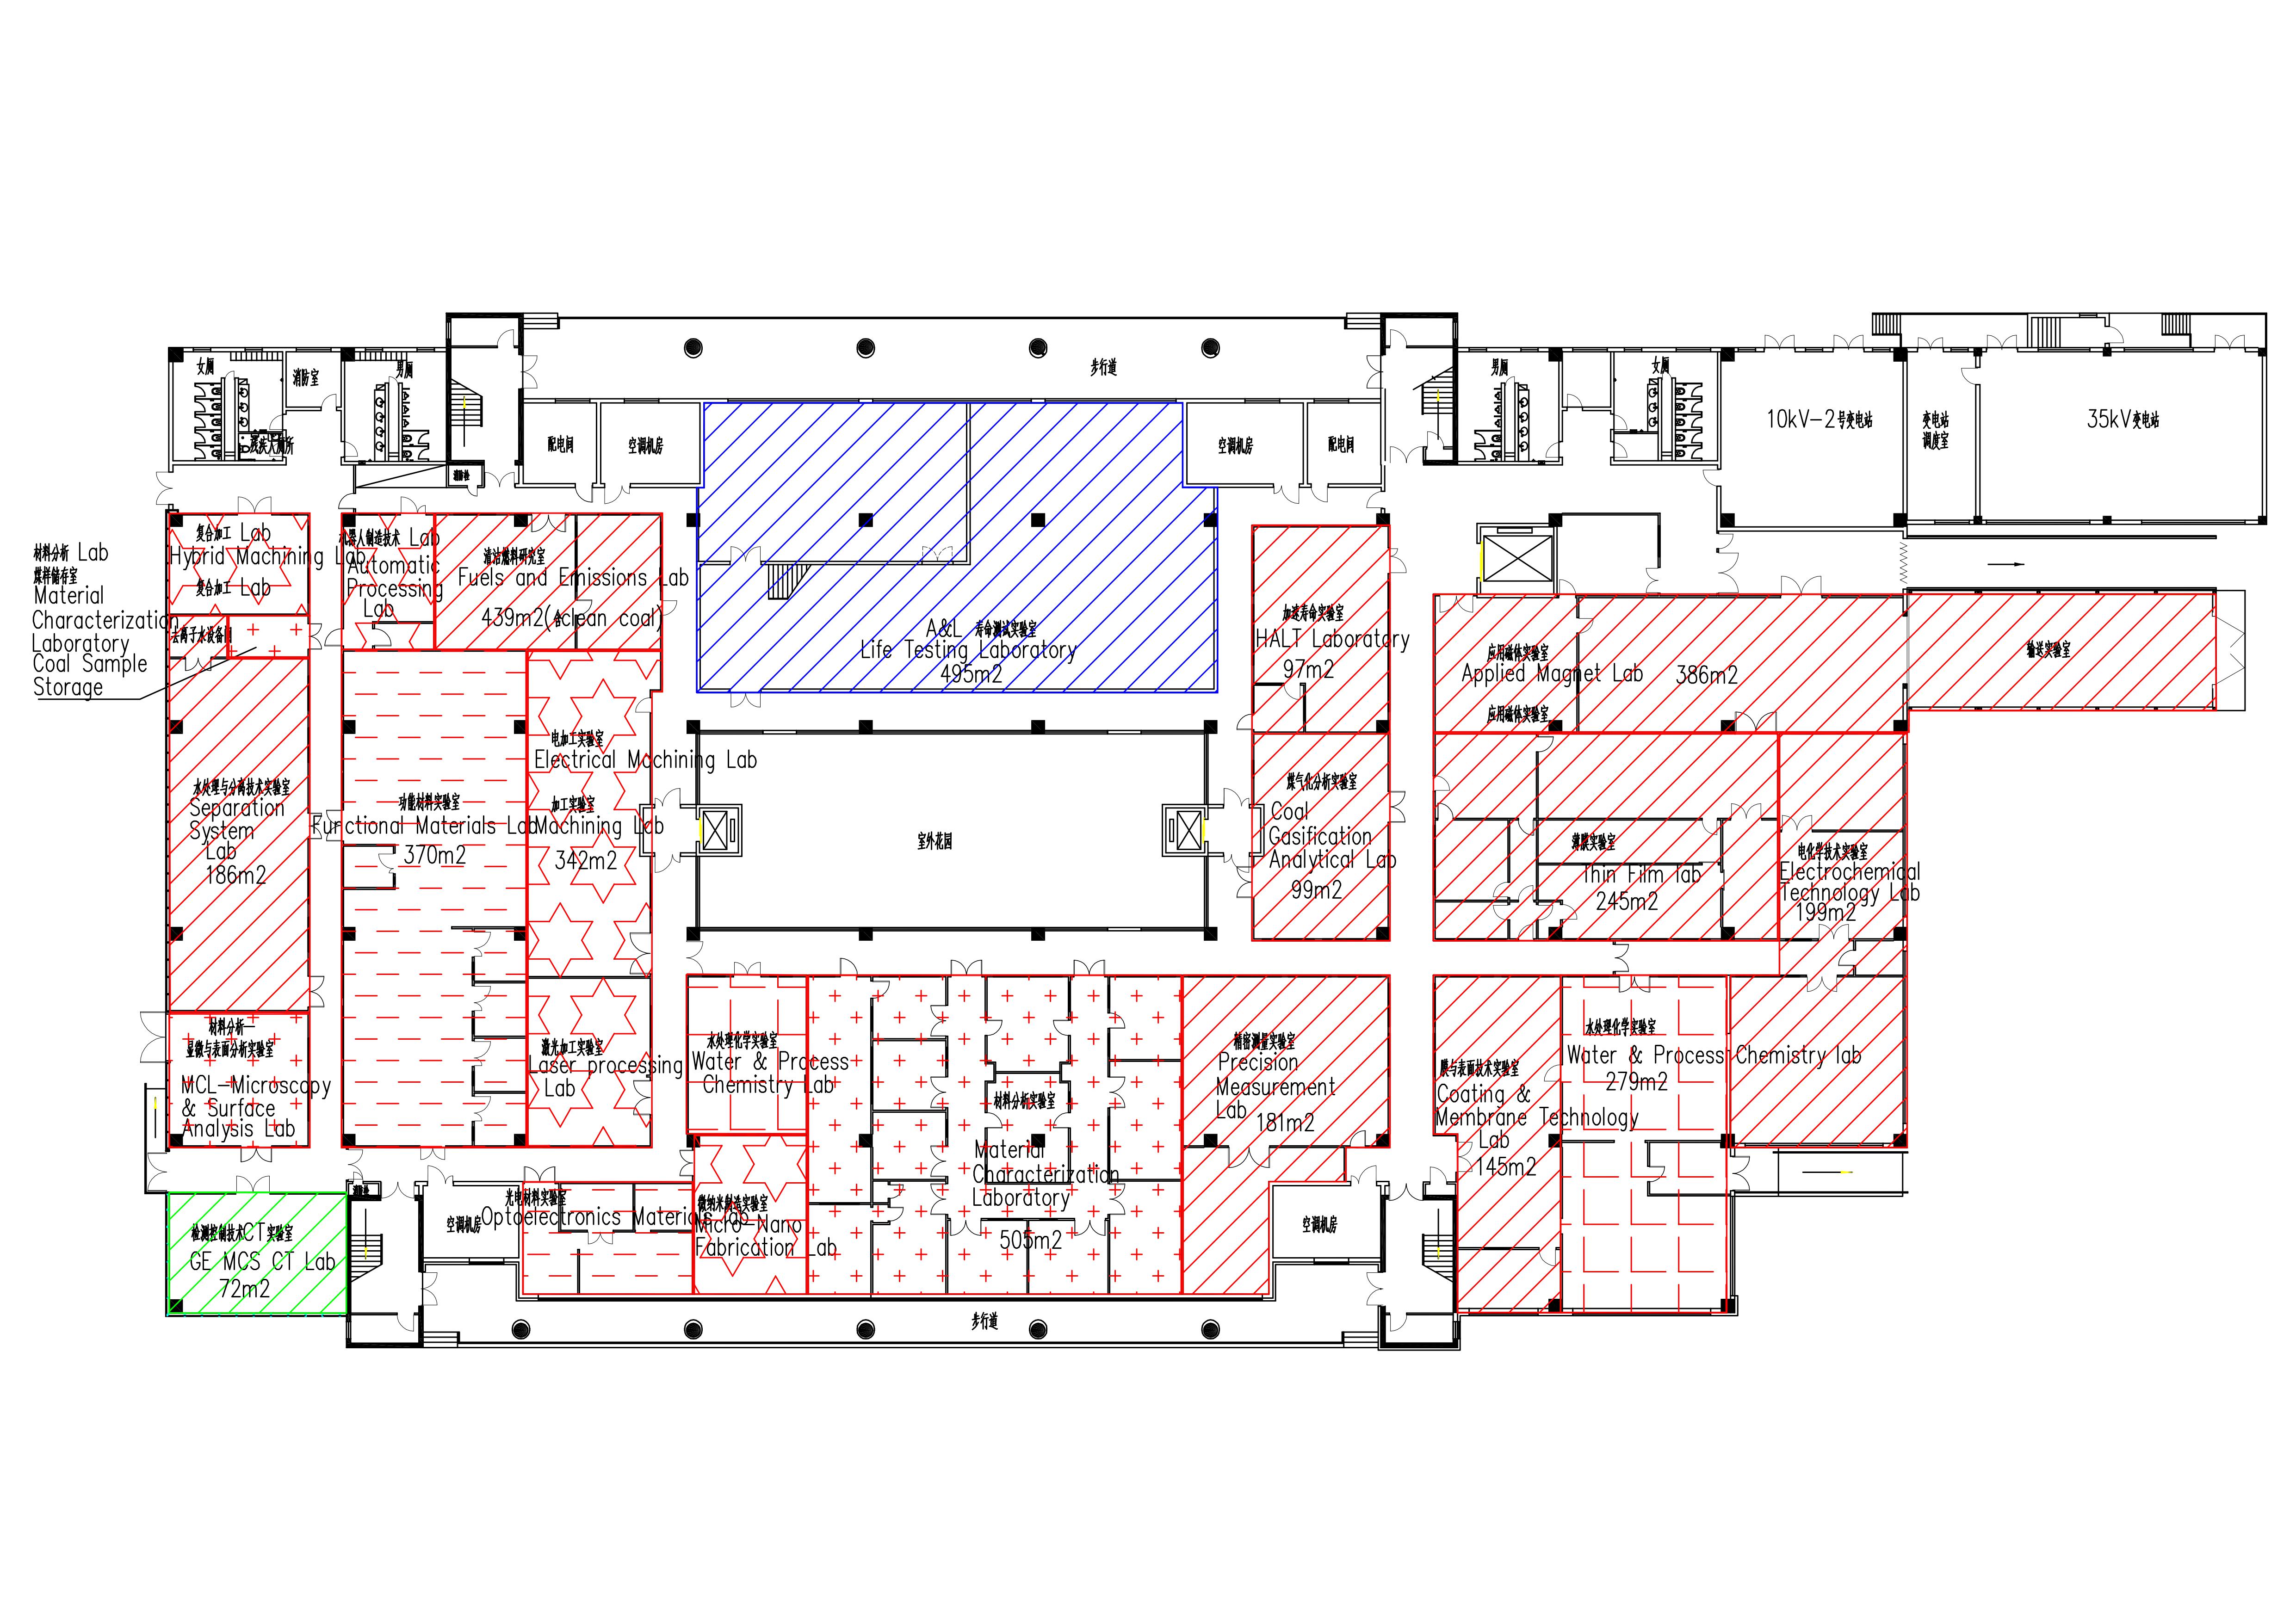 步行道
女厕
消防室
男厕
男厕
女厕
10kV-2号变电站
变电站
调度室
35kV变电站
配电间
空调机房
空调机房
配电间
消防栓
材料分析 Lab
煤样储存室
Material
Characterization
Laboratory
Coal Sample
Storage
复合加工 Lab
Hybrid Machining Lab
复合加工 Lab
去离子水设备间
机器人制造技术 Lab
Automatic
Processing
Lab
清洁燃料研究室
Fuels and Emissions Lab
439m2(含clean coal)
A&L 寿命测试实验室
Life Testing Laboratory
495m2
加速寿命实验室
HALT Laboratory
97m2
应用磁体实验室
Applied Magnet Lab 386m2
应用磁体实验室
输送实验室
水处理与分离技术实验室
Separation
System
Lab
186m2
功能材料实验室
Functional Materials Lab
370m2
电加工实验室
Electrical Machining Lab
加工实验室
Machining Lab
342m2
室外花园
煤气化分析实验室
Coal
Gasification
Analytical Lab
99m2
薄膜实验室
Thin Film lab
245m2
电化学技术实验室
Electrochemical
Technology Lab
199m2
材料分析—
显微与表面分析实验室
MCL-Microscopy
& Surface
Analysis Lab
激光加工实验室
Laser processing
Lab
水处理化学实验室
Water & Process
Chemistry Lab
材料分析实验室
Material
Characterization
Laboratory
505m2
精密测量实验室
Precision
Measurement
Lab 181m2
膜与表面技术实验室
Coating &
Membrane Technology
Lab
145m2
水处理化学实验室
Water & Process Chemistry lab
279m2
检测控制技术CT实验室
GE MCS CT Lab
72m2
消防栓
空调机房
光电材料实验室
Optoelectronics Materials lab
微纳米制造实验室
Micro-Nano
Fabrication Lab
空调机房
步行道